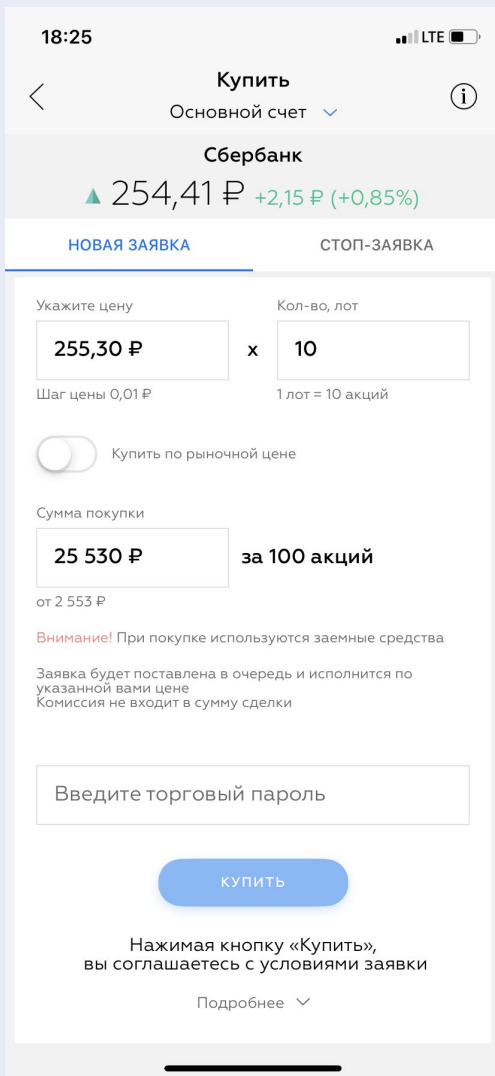 18:25
LTE
Купить
Основной счет
Сбербанк
254,41 ₽ +2,15 ₽ (+0,85%)
НОВАЯ ЗАЯВКА СТОП-ЗАЯВКА
Укажите цену Кол-во, лот
255,30 ₽ x 10
Шаг цены 0,01 ₽ 1 лот = 10 акций
Купить по рыночной цене
Сумма покупки
25 530 ₽ за 100 акций
от 2 553 ₽
Внимание! При покупке используются заемные средства
Заявка будет поставлена в очередь и исполнится по
указанной вами цене
Комиссия не входит в сумму сделки
Введите торговый пароль
КУПИТЬ
Нажимая кнопку «Купить»,
вы соглашаетесь с условиями заявки
Подробнее